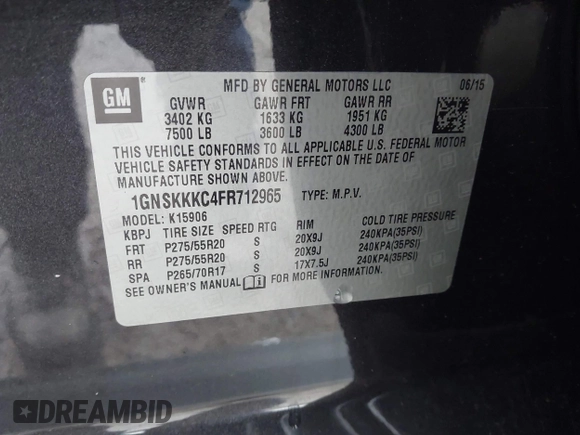 GM
MFD BY GENERAL MOTORS LLC 06/15
GVWR GAWR FRT GAWR RR
3402 KG 1633 KG 1951 KG
7500 LB 3600 LB 4300 LB
THIS VEHICLE CONFORMS TO ALL APPLICABLE U.S. FEDERAL MOTOR
VEHICLE SAFETY STANDARDS IN EFFECT ON THE DATE OF
MANUFACTURE SHOWN ABOVE.
1GNSKKKC4FR712965 TYPE: M.P.V.
MODEL: K15906
KBPJ TIRE SIZE SPEED RTG RIM COLD TIRE PRESSURE
FRT P275/55R20 S 20X9J 240KPA(35PSI)
RR P275/55R20 S 20X9J 240KPA(35PSI)
SPA P265/70R17 S 17X7.5J 240KPA(35PSI)
SEE OWNER'S MANUAL FOR MORE INFORMATION.
DREAMBID